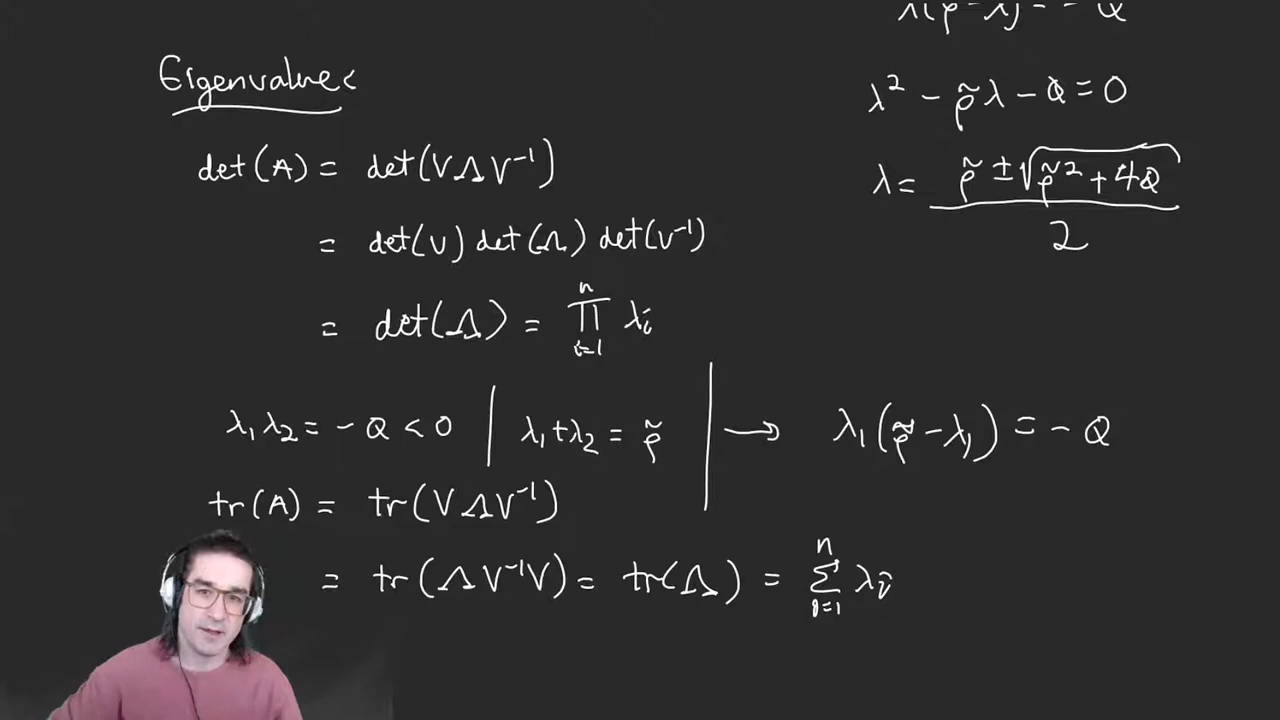 λ(ρ̃-λ) = - Q
Eigenvalues
λ² - ρ̃λ - Q = 0
det(A) = det(VΛV⁻¹)
λ = (ρ̃ ± √(ρ̃² + 4Q)) / 2
= det(V) det(Λ) det(V⁻¹)
= det(Λ) = ∏ᵢ₌₁ⁿ λᵢ
λ₁λ₂ = - Q < 0 | λ₁+λ₂ = ρ̃ | → λ₁(ρ̃ - λ₁) = - Q
tr(A) = tr(VΛV⁻¹)
= tr(ΛV⁻¹V) = tr(Λ) = ∑ᵢ₌₁ⁿ λᵢ